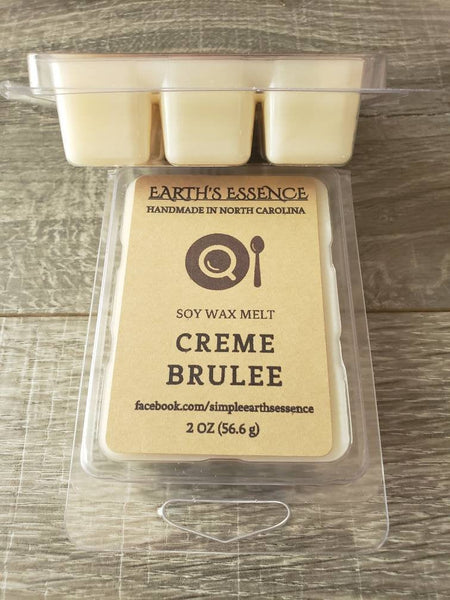 EARTH'S ESSENCE
HANDMADE IN NORTH CAROLINA
SOY WAX MELT
CREME
BRULEE
facebook.com/simpleearthsessence
2 OZ (56.6 g)